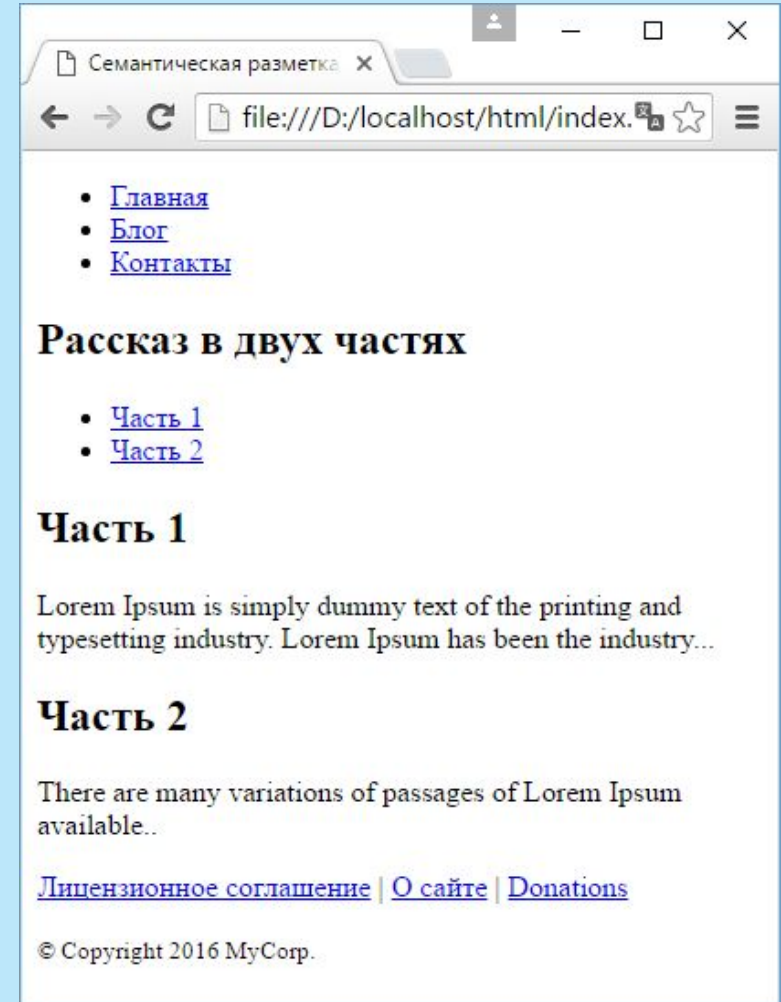 Семантическая разметка
file:///D:/localhost/html/index.
Главная
Блог
Контакты
Рассказ в двух частях
Часть 1
Часть 2
Часть 1
Lorem Ipsum is simply dummy text of the printing and
typesetting industry. Lorem Ipsum has been the industry...
Часть 2
There are many variations of passages of Lorem Ipsum
available..
Лицензионное соглашение | О сайте | Donations
© Copyright 2016 MyCorp.